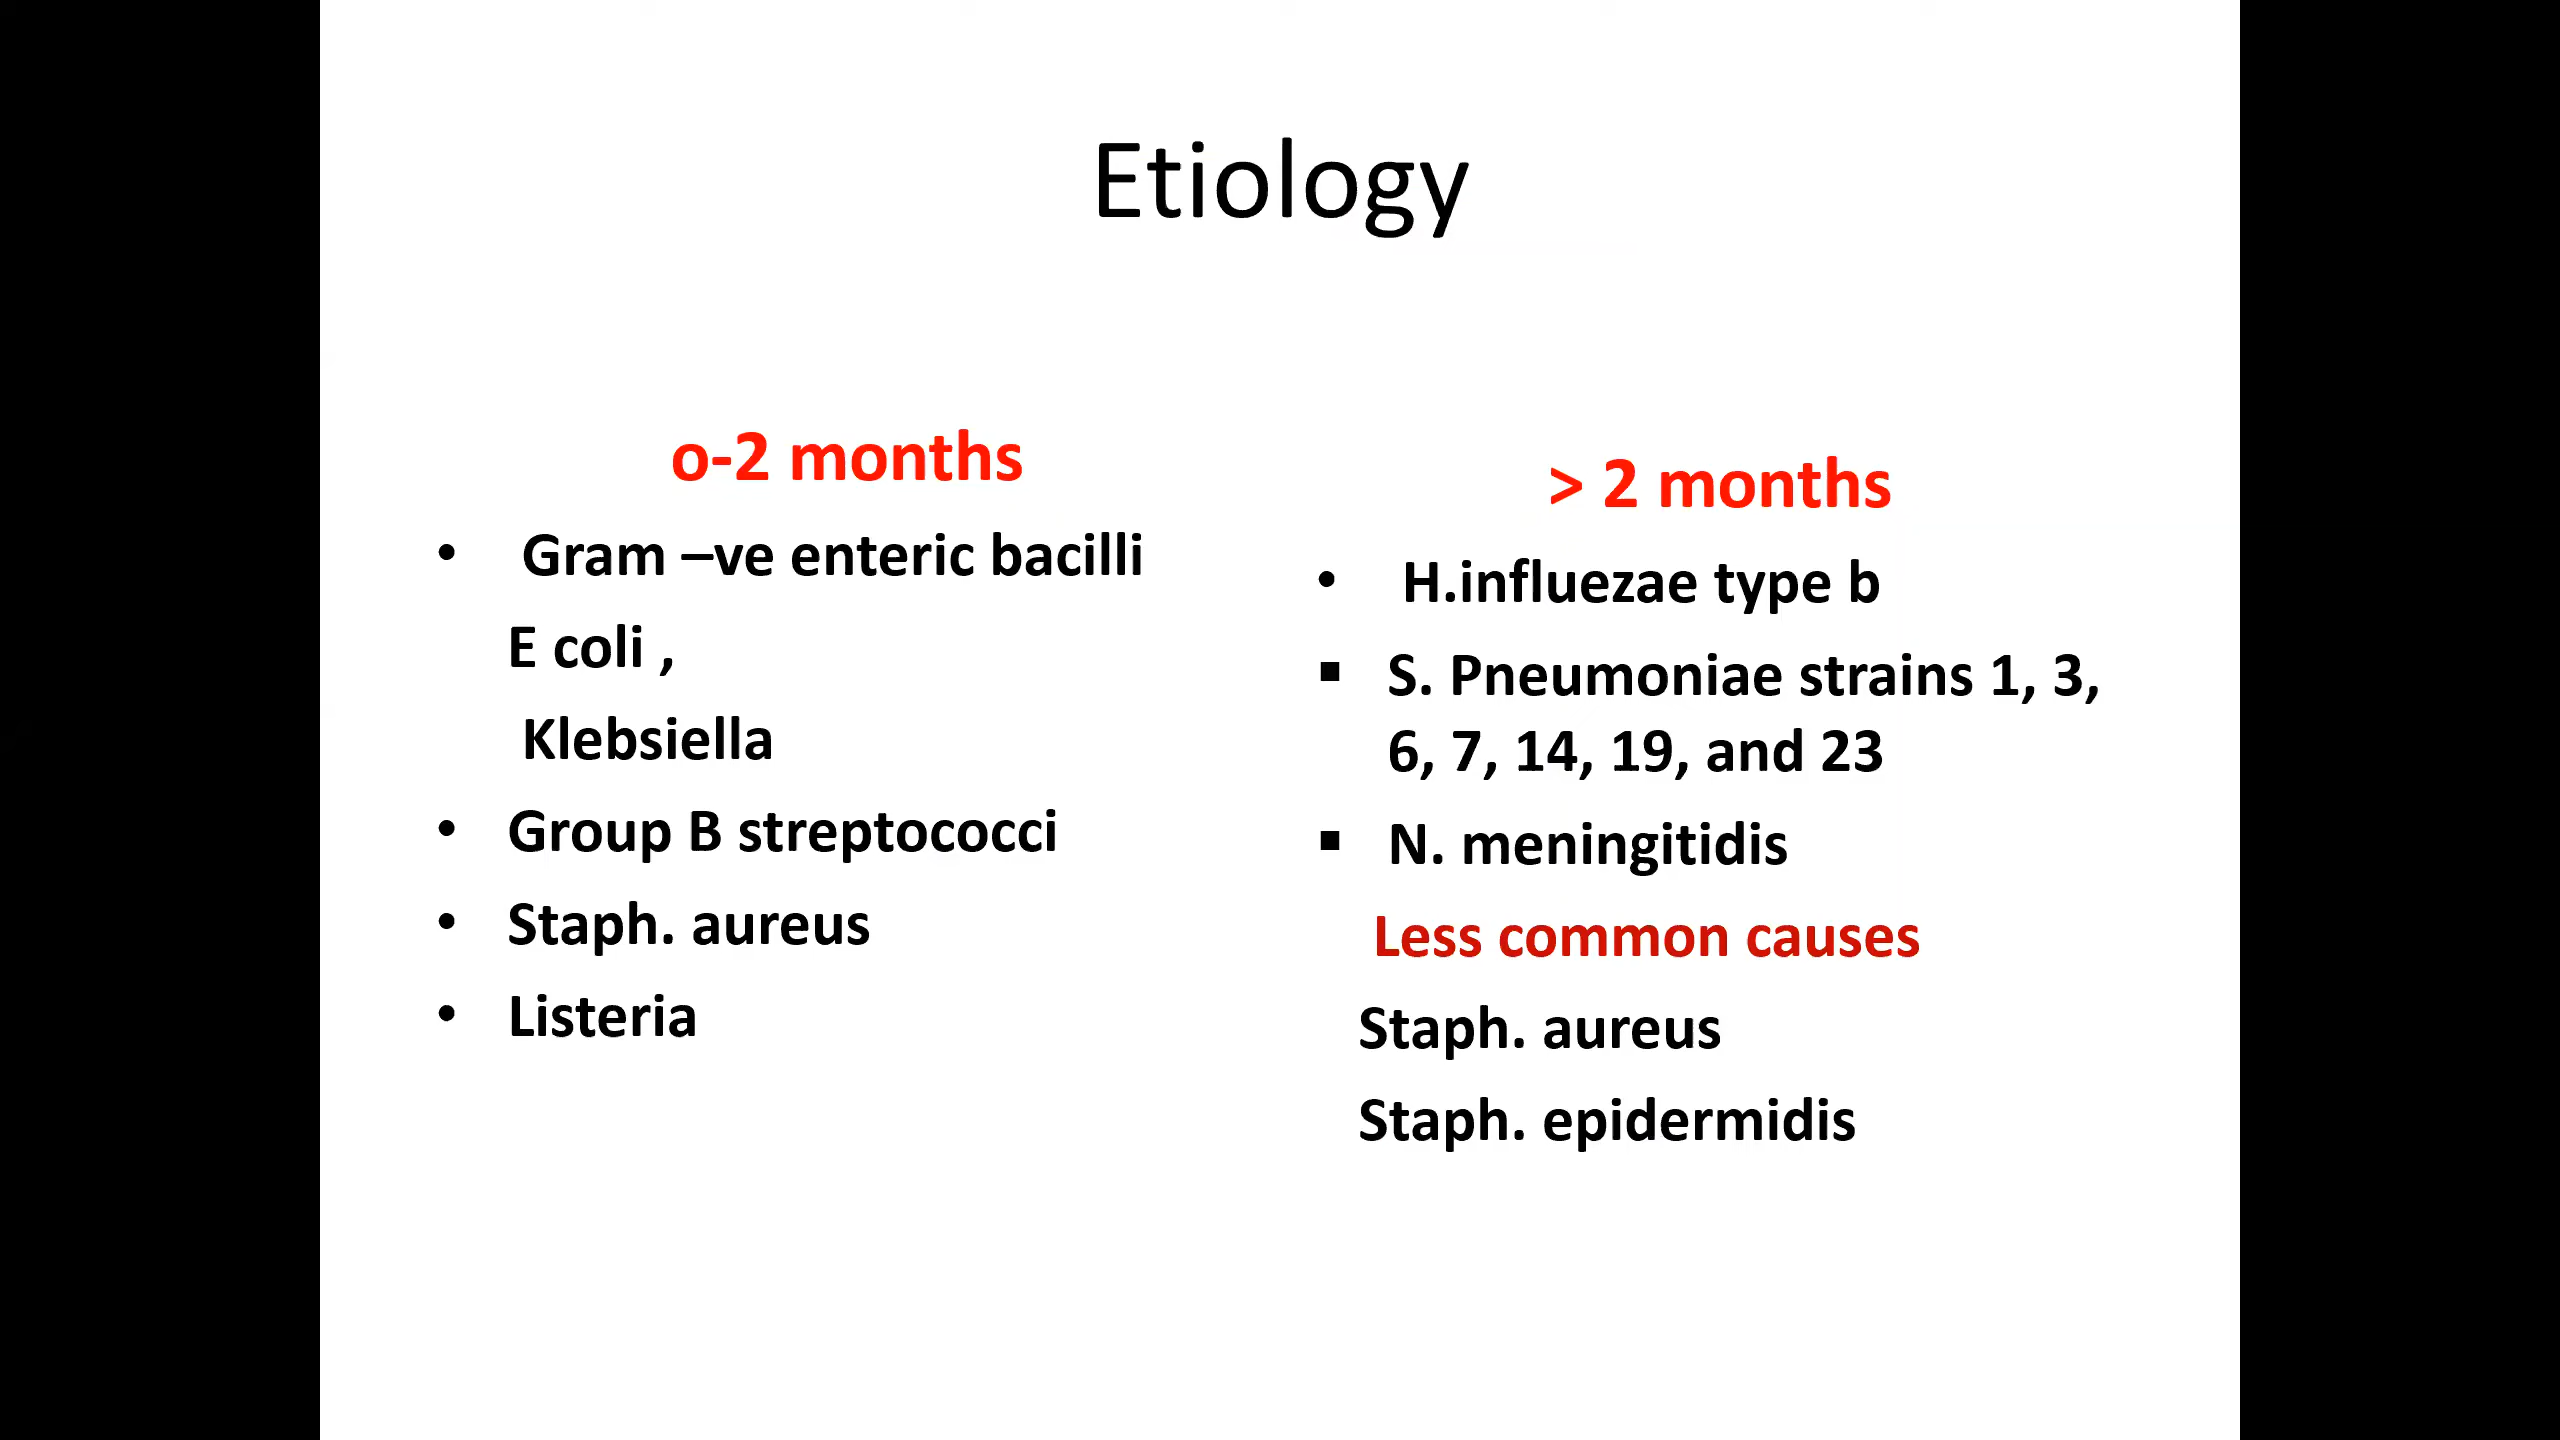 Etiology
o-2 months
• Gram –ve enteric bacilli
E coli ,
Klebsiella
• Group B streptococci
• Staph. aureus
• Listeria
> 2 months
• H.influezae type b
▪ S. Pneumoniae strains 1, 3,
6, 7, 14, 19, and 23
▪ N. meningitidis
Less common causes
Staph. aureus
Staph. epidermidis